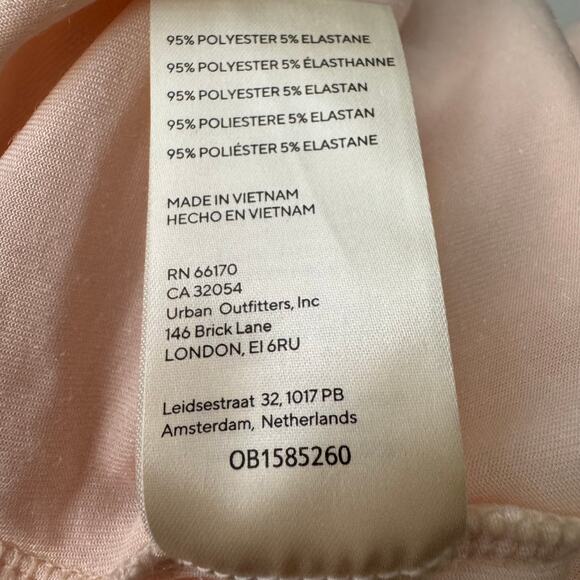 95% POLYESTER 5% ELASTANE
95% POLYESTER 5% ÉLASTHANNE
95% POLYESTER 5% ELASTAN
95% POLIESTERE 5% ELASTAN
95% POLIÉSTER 5% ELASTANE
MADE IN VIETNAM
HECHO EN VIETNAM
RN 66170
CA 32054
Urban Outfitters, Inc
146 Brick Lane
LONDON, E1 6RU
Leidsestraat 32, 1017 PB
Amsterdam, Netherlands
OB1585260